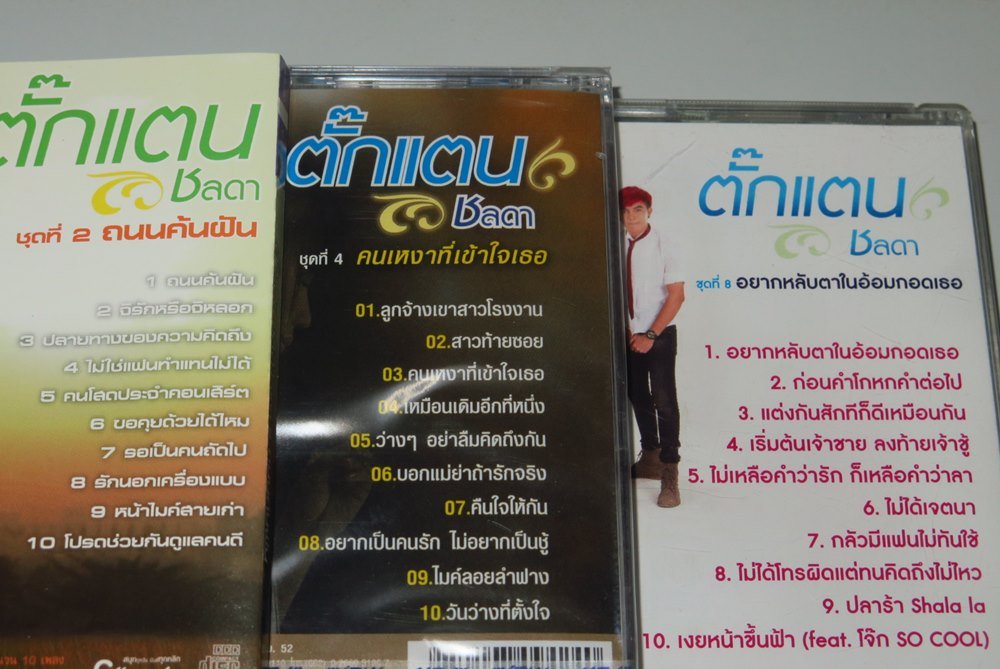 ตั๊กแตน
ชลดา
ชุดที่ 2 ถนนค้นฝัน
1 ถนนค้นฝัน
2 จิรักหรือจิหลอก
3 ปลายทางของความคิดถึง
4 ไม่ใช่แฟนทำแทนไม่ได้
5 คนโสดประจำคอนเสิร์ต
6 ขอคุยด้วยได้ไหม
7 รอเป็นคนถัดไป
8 รักนอกเครื่องแบบ
9 หน้าไมค์สายเก่า
10 โปรดช่วยกันดูแลคนดี
10 เพลง
ตั๊กแตน
ชลดา
ชุดที่ 4 คนเหงาที่เข้าใจเธอ
01.ลูกจ้างเขาสาวโรงงาน
02.สาวท้ายซอย
03.คนเหงาที่เข้าใจเธอ
04.เหมือนเดิมอีกที่หนึ่ง
05.ว่างๆ อย่าลืมคิดถึงกัน
06.บอกแม่ย่าถ้ารักจริง
07.คืนใจให้กัน
08.อยากเป็นคนรัก ไม่อยากเป็นชู้
09.ไมค์ลอยลำฟาง
10.วันว่างที่ตั้งใจ
52
ตั๊กแตน
ชลดา
ชุดที่ 8 อยากหลับตาในอ้อมกอดเธอ
1. อยากหลับตาในอ้อมกอดเธอ
2. ก่อนคำโกหกคำต่อไป
3. แต่งกันสักทีก็ดีเหมือนกัน
4. เริ่มต้นเจ้าชาย ลงท้ายเจ้าชู้
5. ไม่เหลือคำว่ารัก ก็เหลือคำว่าลา
6. ไม่ได้เจตนา
7. กลัวมีแฟนไม่ทันใช้
8. ไม่ได้โทรผิดแต่ทนคิดถึงไม่ไหว
9. ปลาร้า Shala la
10. เงยหน้าขึ้นฟ้า (feat. โจ๊ก SO COOL)